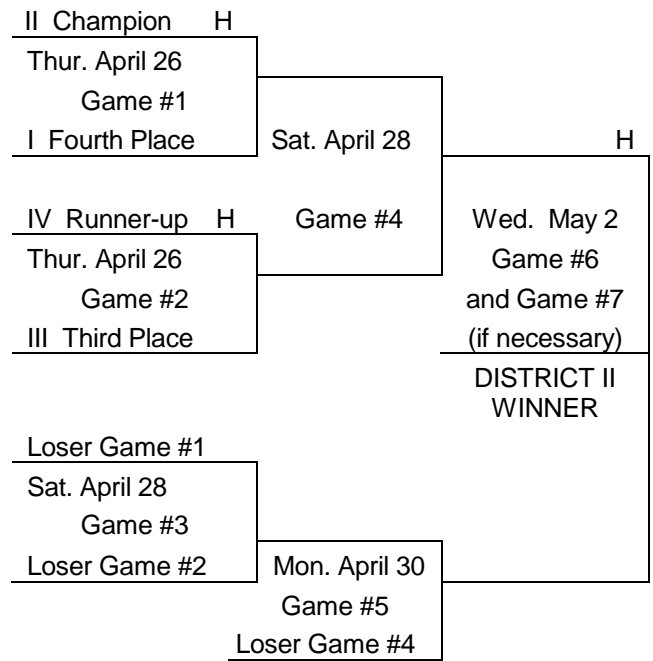 II Champion H
Thur. April 26
Game #1
I Fourth Place
Sat. April 28
H
IV Runner-up H
Game #4
Wed. May 2
Thur. April 26
Game #6
Game #2
and Game #7
III Third Place
(if necessary)
DISTRICT II
WINNER
Loser Game #1
Sat. April 28
Game #3
Loser Game #2
Mon. April 30
Game #5
Loser Game #4